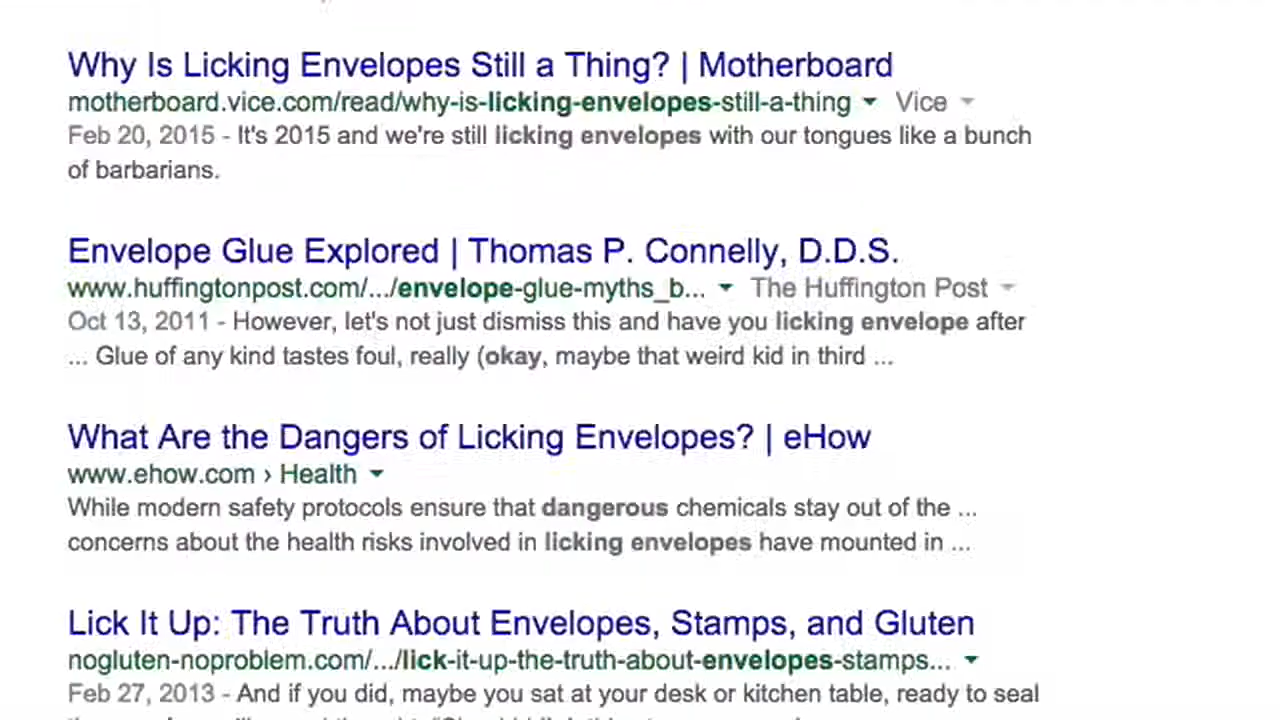 Why Is Licking Envelopes Still a Thing? | Motherboard
motherboard.vice.com/read/why-is-licking-envelopes-still-a-thing Vice
Feb 20, 2015 - It's 2015 and we're still licking envelopes with our tongues like a bunch
of barbarians.
Envelope Glue Explored | Thomas P. Connelly, D.D.S.
www.huffingtonpost.com/.../envelope-glue-myths_b... The Huffington Post
Oct 13, 2011 - However, let's not just dismiss this and have you licking envelope after
... Glue of any kind tastes foul, really (okay, maybe that weird kid in third ...
What Are the Dangers of Licking Envelopes? | eHow
www.ehow.com › Health
While modern safety protocols ensure that dangerous chemicals stay out of the ...
concerns about the health risks involved in licking envelopes have mounted in ...
Lick It Up: The Truth About Envelopes, Stamps, and Gluten
nogluten-noproblem.com/.../lick-it-up-the-truth-about-envelopes-stamps...
Feb 27, 2013 - And if you did, maybe you sat at your desk or kitchen table, ready to seal